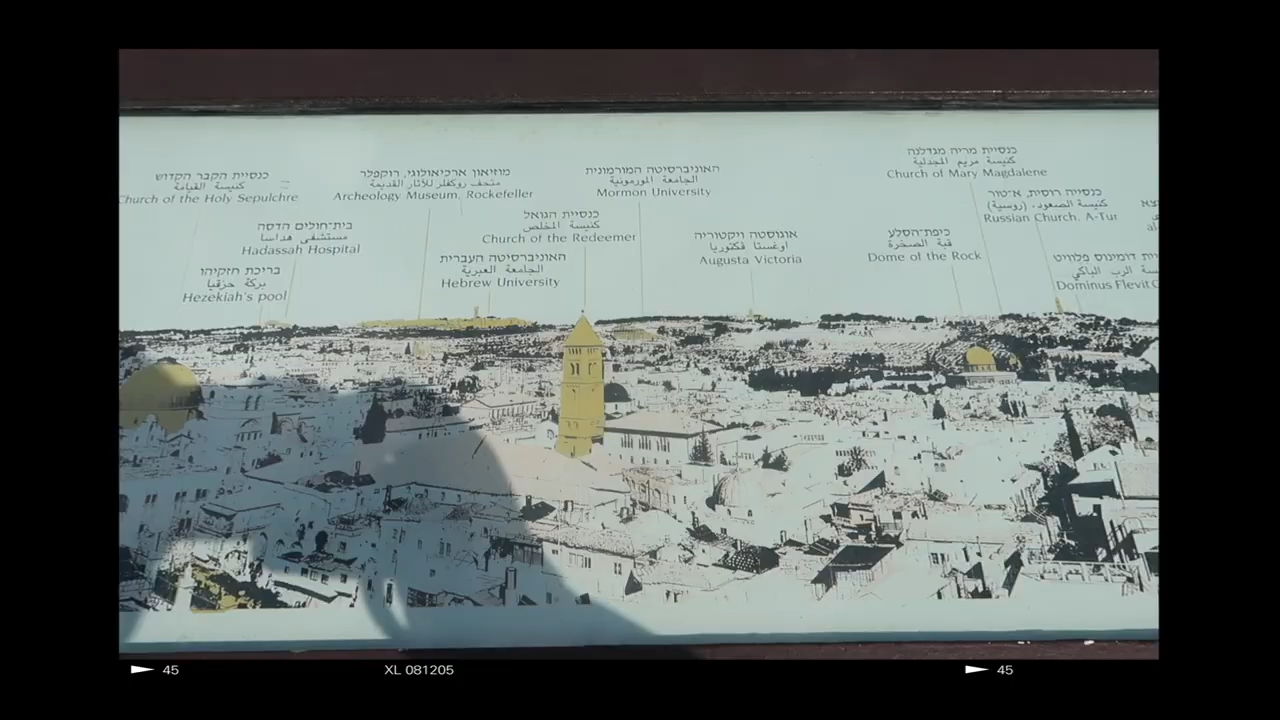 כנסיית הקבר הקדוש
كنيسة القيامة
Church of the Holy Sepulchre
מוזיאון ארכיאולוגי, רוקפלר
متحف روكفلر للآثار القديمة
Archeology Museum, Rockefeller
האוניברסיטה המורמונית
الجامعة المورمونية
Mormon University
כנסיית מריה מגדלנה
كنيسة مريم المجدلية
Church of Mary Magdalene
בית-חולים הדסה
مستشفى هداسا
Hadassah Hospital
כנסיית הגואל
كنيسة المخلص
Church of the Redeemer
אוגוסטה ויקטוריה
اوغستا فكتوريا
Augusta Victoria
כיפת-הסלע
قبة الصخرة
Dome of the Rock
כנסייה רוסית, א-טור
كنيسة الصعود، (روسية)
Russian Church, A-Tur
בריכת חזקיהו
بركة حزقيا
Hezekiah's pool
האוניברסיטה העברית
الجامعة العبرية
Hebrew University
דומינוס פלוויט
الرب الباكي
Dominus Flevit
45
XL 081205
45